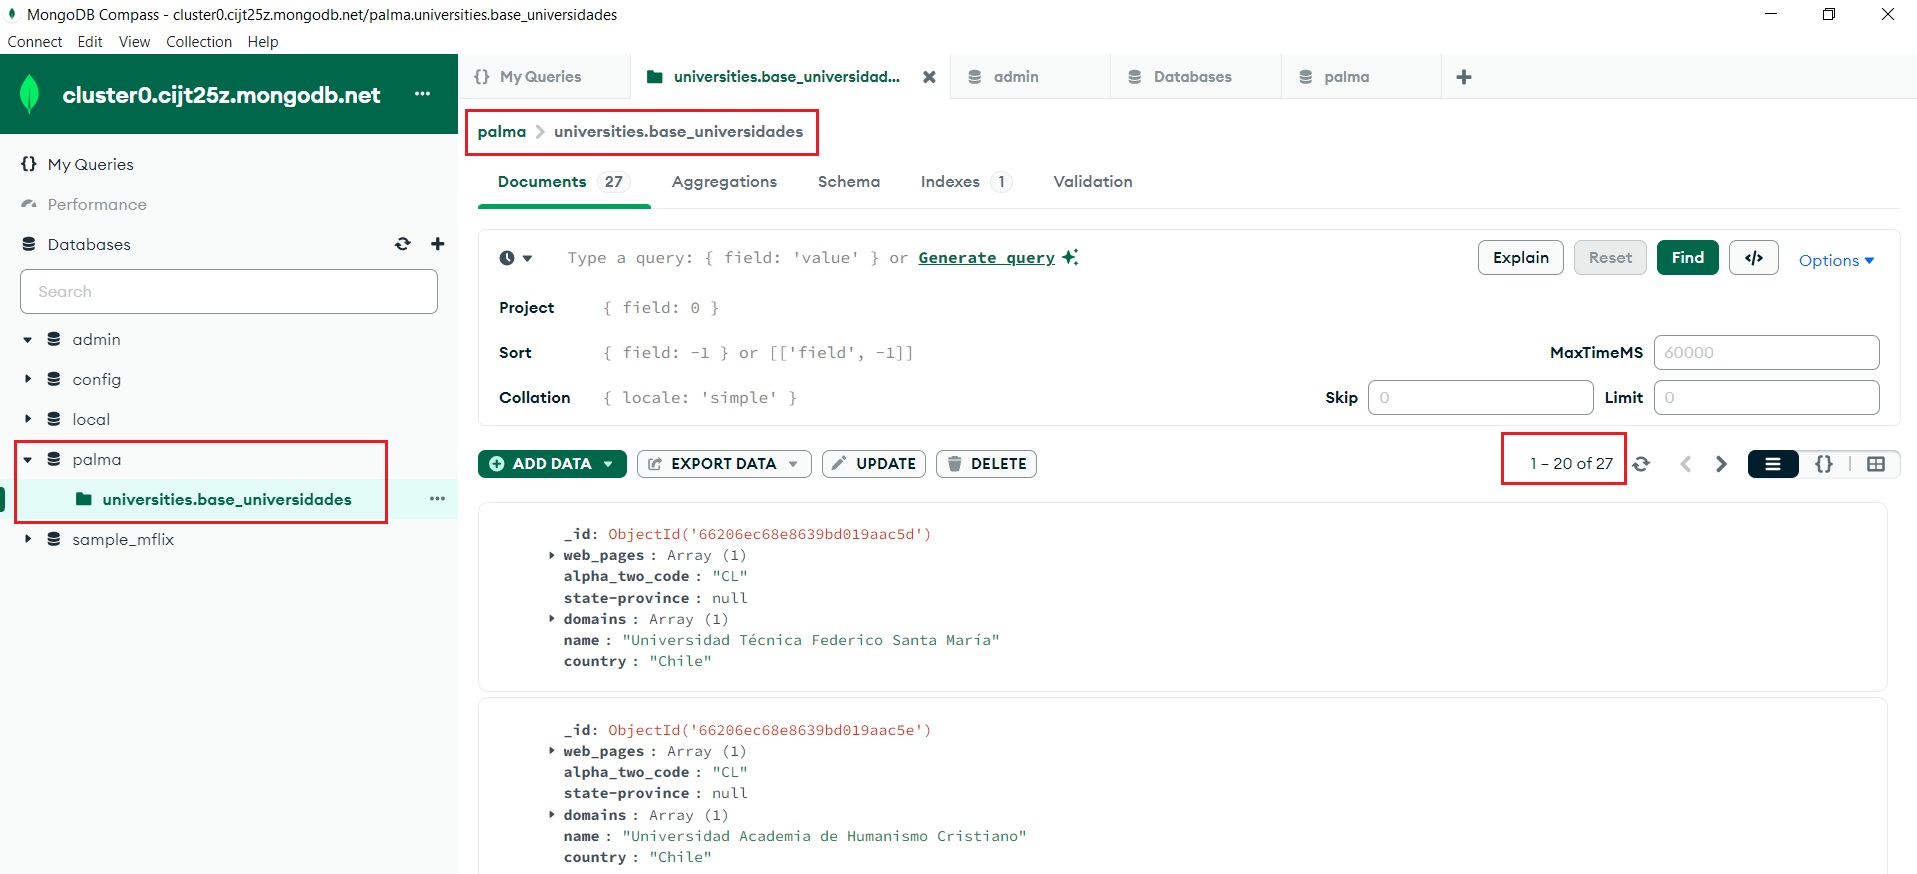 MongoDB Compass - cluster0.cijt25z.mongodb.net/palma.universities.base_universidades
Connect Edit View Collection Help
cluster0.cijt25z.mongodb.net ...
{} My Queries
Performance
Databases
Search
admin
config
local
palma
universities.base_universidades ...
sample_mflix
{} My Queries universities.base_universidad... admin Databases palma
palma > universities.base_universidades
Documents 27 Aggregations Schema Indexes 1 Validation
Type a query: { field: 'value' } or Generate query Explain Reset Find </> Options
Project { field: 0 }
Sort { field: -1 } or [['field', -1]] MaxTimeMS 60000
Collation { locale: 'simple' } Skip 0 Limit 0
ADD DATA EXPORT DATA UPDATE DELETE 1 – 20 of 27 {}
_id: ObjectId('66206ec68e8639bd019aac5d')
web_pages : Array (1)
alpha_two_code : "CL"
state-province : null
domains : Array (1)
name : "Universidad Técnica Federico Santa María"
country : "Chile"
_id: ObjectId('66206ec68e8639bd019aac5e')
web_pages : Array (1)
alpha_two_code : "CL"
state-province : null
domains : Array (1)
name : "Universidad Academia de Humanismo Cristiano"
country : "Chile"